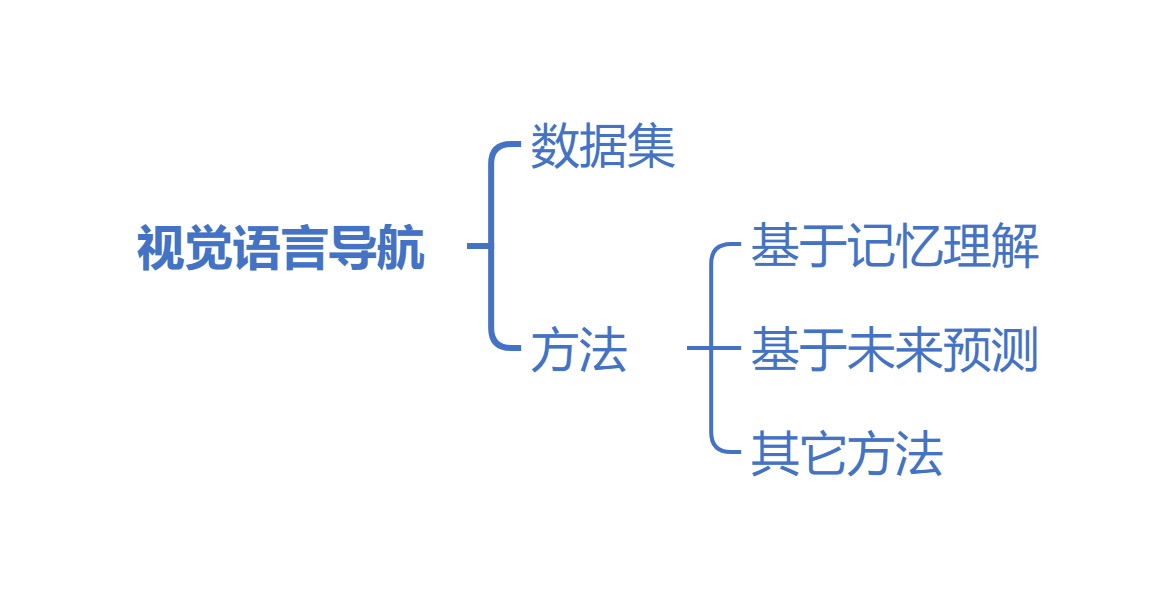 视觉语言导航
数据集
方法
基于记忆理解
基于未来预测
其它方法